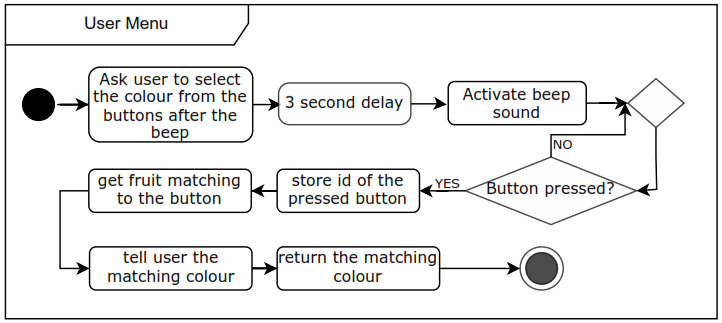 User Menu
Ask user to select
the colour from the
buttons after the
beep
3 second delay
Activate beep
sound
NO
Button pressed?
YES
store id of the
pressed button
get fruit matching
to the button
tell user the
matching colour
return the matching
colour